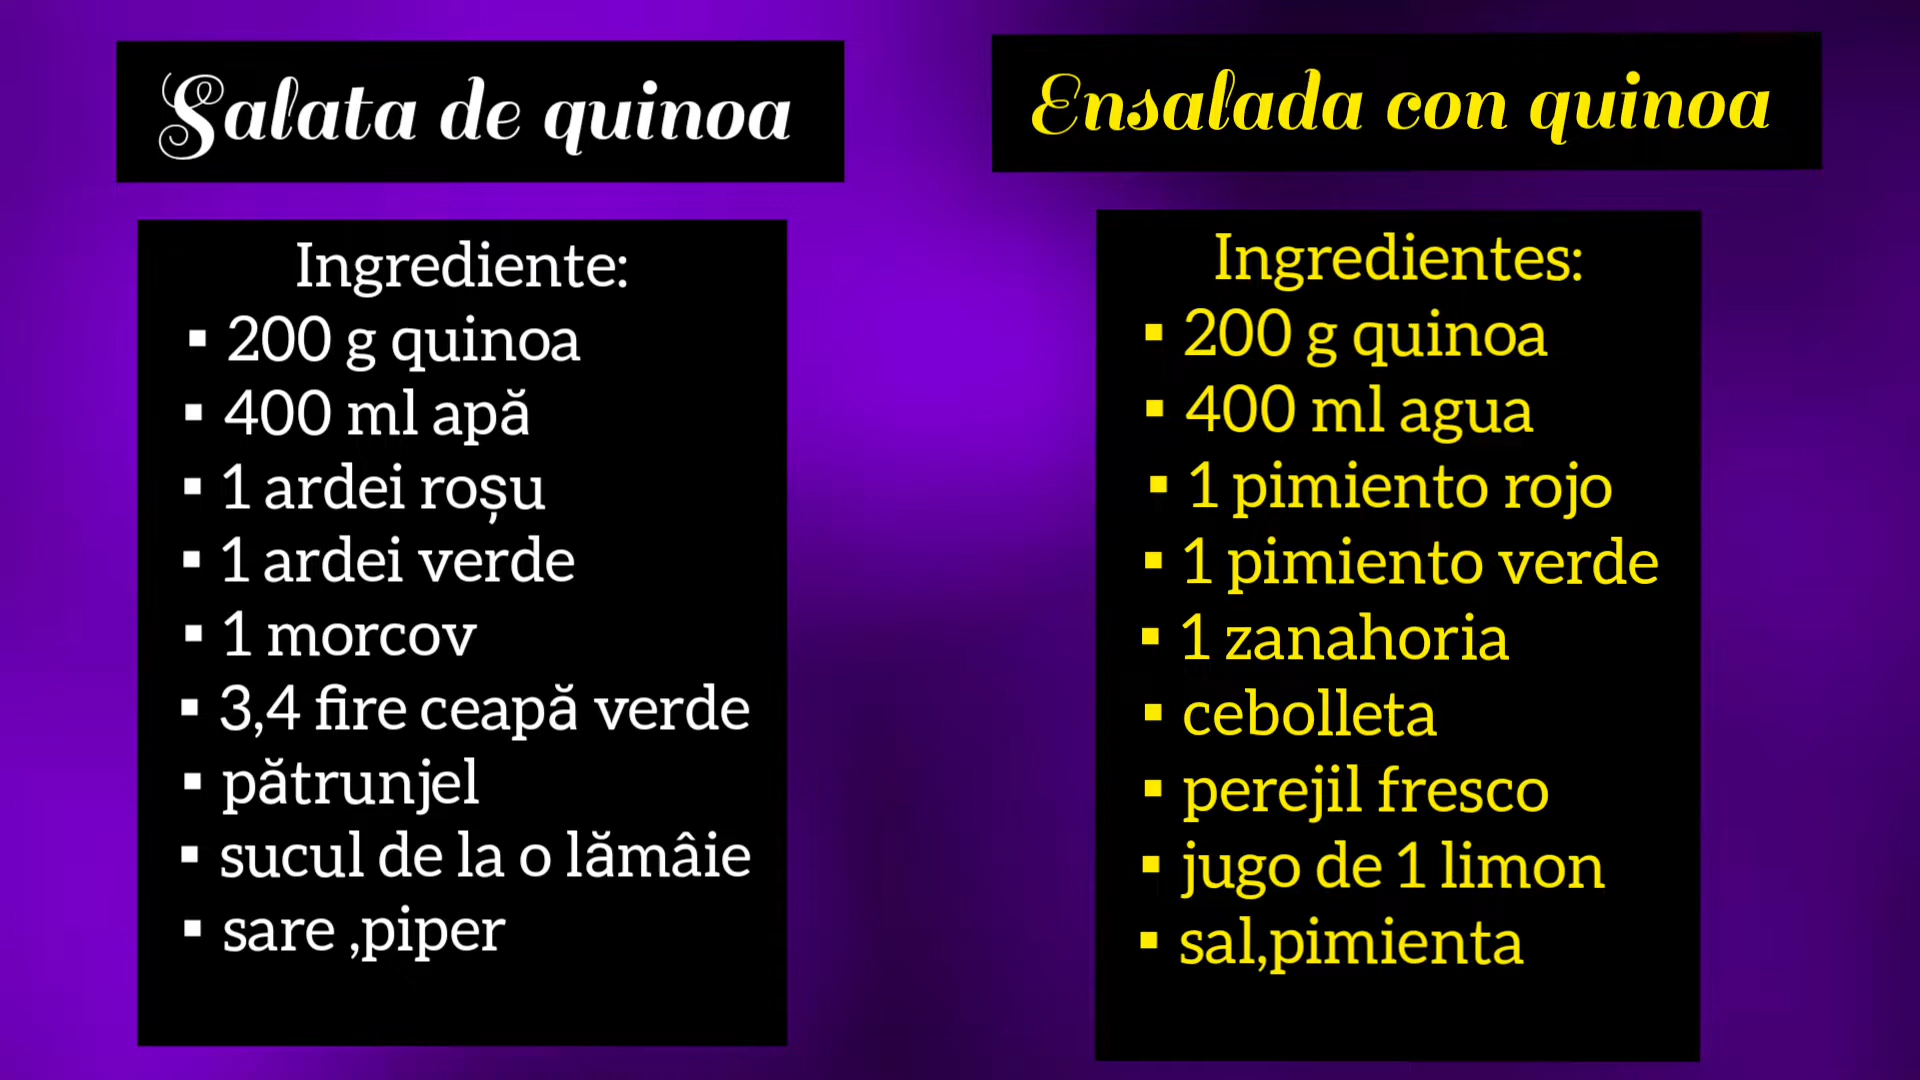 Salata de quinoa
Ingrediente:
▪ 200 g quinoa
▪ 400 ml apă
▪ 1 ardei roșu
▪ 1 ardei verde
▪ 1 morcov
▪ 3,4 fire ceapă verde
▪ pătrunjel
▪ sucul de la o lămâie
▪ sare ,piper
Ensalada con quinoa
Ingredientes:
▪ 200 g quinoa
▪ 400 ml agua
▪ 1 pimiento rojo
▪ 1 pimiento verde
▪ 1 zanahoria
▪ cebolleta
▪ perejil fresco
▪ jugo de 1 limon
▪ sal,pimienta